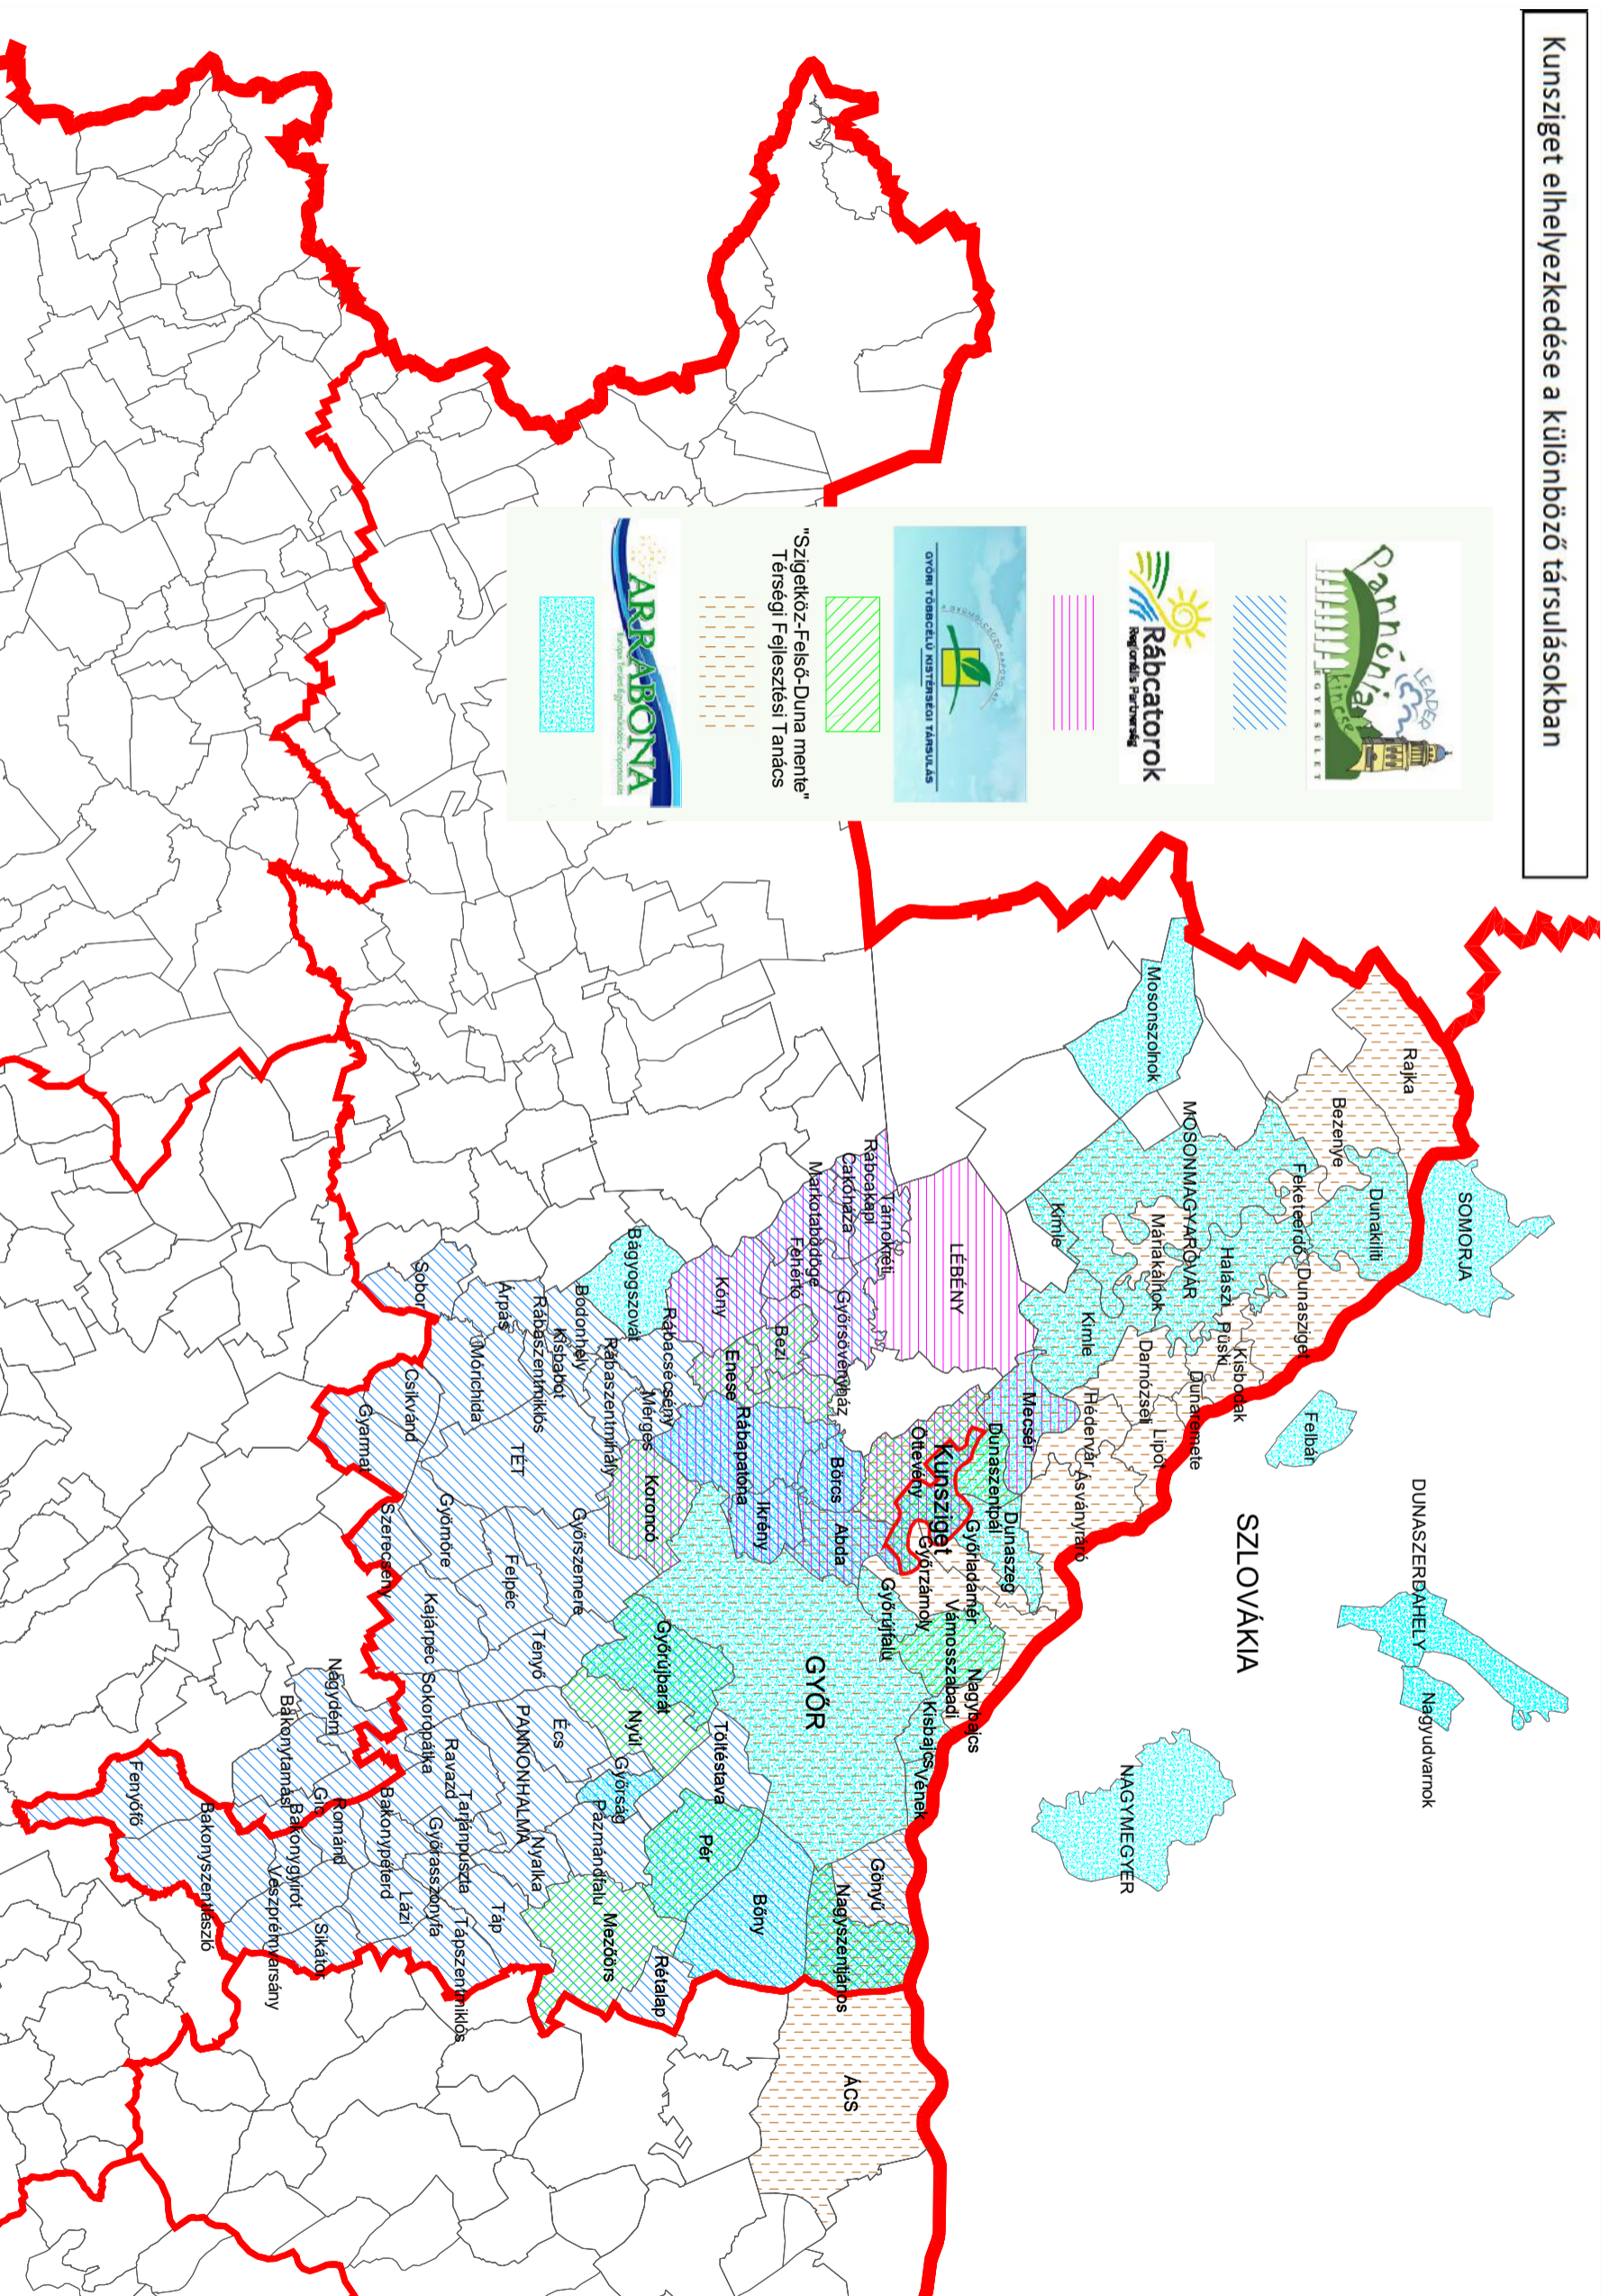 Kunsziget elhelyezkedése a különböző társulásokban
Pannónia
kincse
LEADER
EGYESÜLET
Rábcatorok
Regionális Partnerség
A GYÜMÖLCSÖZŐ KAPCSOLAT
GYŐRI TÖBBCÉLÚ KISTÉRSÉGI TÁRSULÁS
"Szigetköz-Felső-Duna mente"
Térségi Fejlesztési Tanács
ARRABONA
SZLOVÁKIA
SOMORJA
Felbár
DUNASZERDAHELY
Nagyudvarnok
NAGYMEGYER
Rajka
Bezenye
Dunakiliti
Feketeerdő
Dunasziget
Mosonszolnok
MOSONMAGYARÓVÁR
Halászi
Püski
Kisbodak
Máriakálnok
Dunaremete
Kimle
Kimle
Darnózseli
Lipót
Hédervár
Ásványráró
LÉBÉNY
Mecsér
Dunaszentpál
Dunaszeg
Kunsziget
Öttevény
Győrladamér
Győrzámoly
Vámosszabadi
Nagybajcs
Győrújfalu
Kisbajcs
Vének
Rábcakapi
Tárnokréti
Cakóháza
Markotabödöge
Fehértó
Győrsövényház
Bezi
Kóny
Enese
Börcs
Abda
Rábapatona
Ikrény
GYŐR
Gönyű
Nagyszentjános
ÁCS
Bágyogszovát
Rábacsécsény
Mérges
Koroncó
Győrújbarát
Töltéstava
Nyúl
Pér
Bőny
Bodonhely
Rábaszentmihály
Kisbabot
Rábaszentmiklós
Árpás
Sobor
Mórichida
TÉT
Győrszemere
Csikvánd
Gyarmat
Gyömöre
Felpéc
Szerecseny
Kajárpéc
Tényő
Sokorópátka
Écs
PANNONHALMA
Ravazd
Győrság
Pázmándfalu
Nyalka
Mezőörs
Rétalap
Tarjánpuszta
Győrasszonyfa
Táp
Tápszentmiklós
Nagydém
Bakonytamási
Gic
Románd
Bakonypéterd
Lázi
Bakonygyirót
Veszprémvarsány
Sikátor
Fenyőfő
Bakonyszentlászló